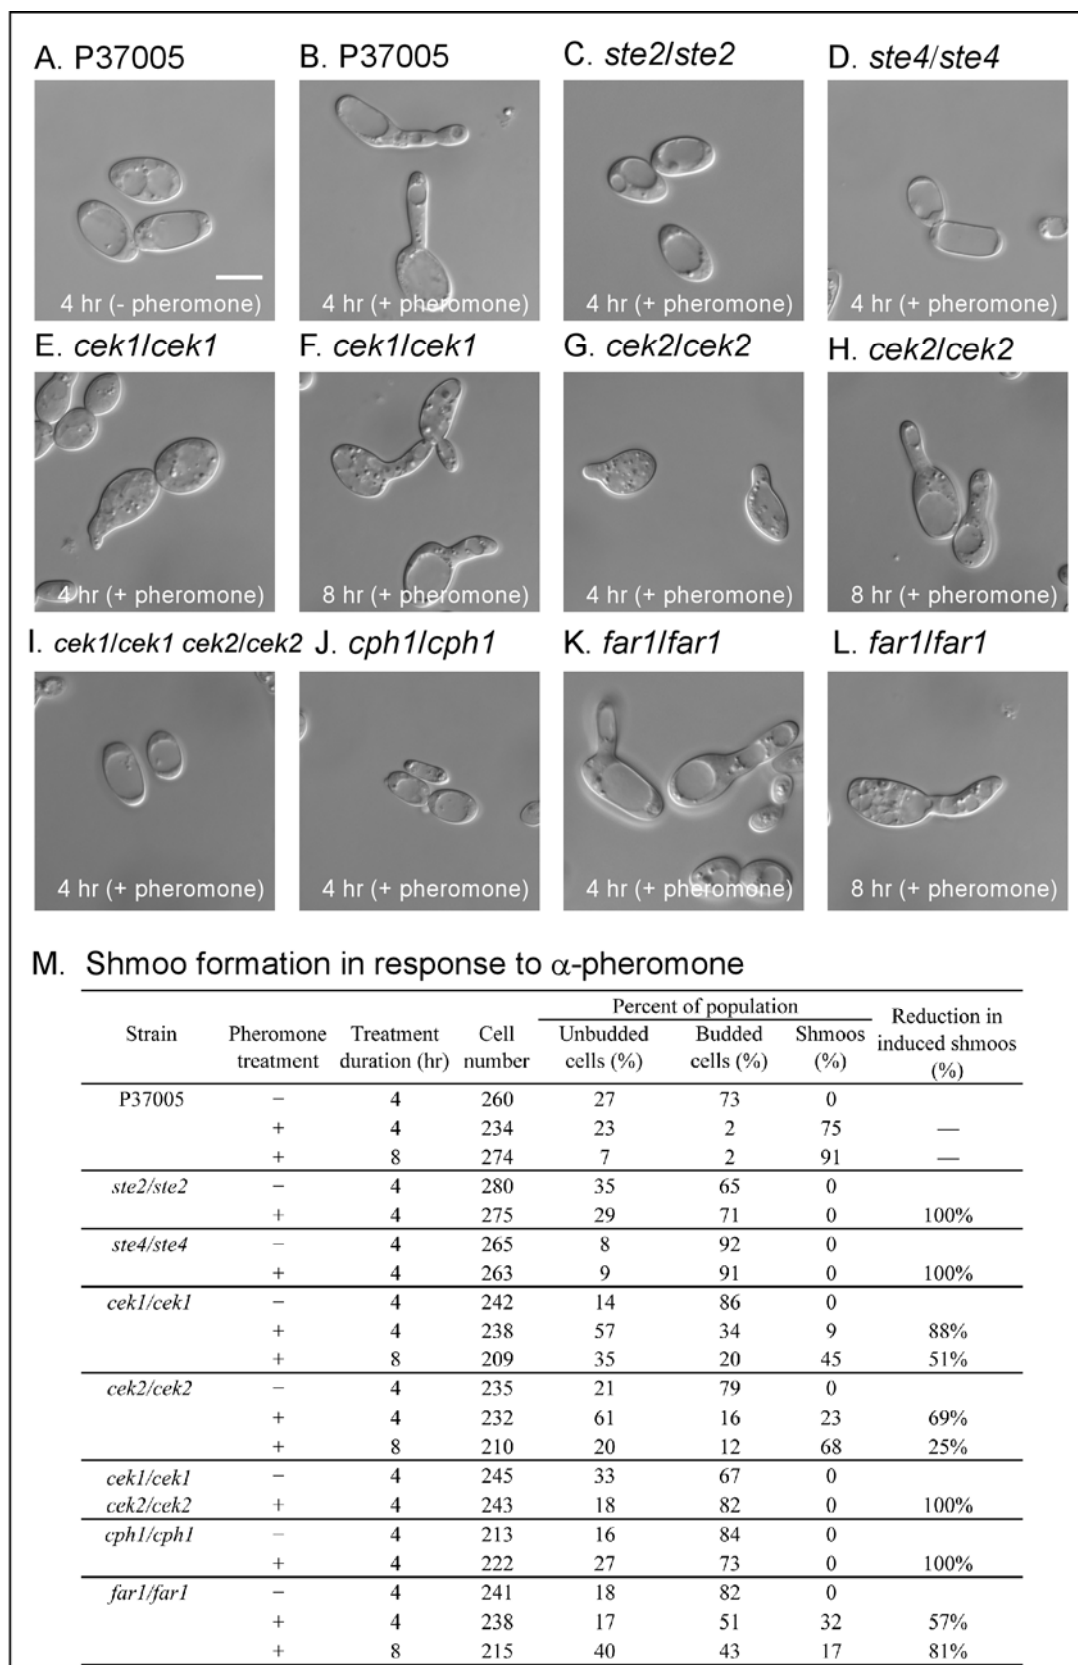 A. P37005
B. P37005
C. ste2/ste2
D. ste4/ste4
4 hr (- pheromone)
4 hr (+ pheromone)
4 hr (+ pheromone)
4 hr (+ pheromone)
E. cek1/cek1
F. cek1/cek1
G. cek2/cek2
H. cek2/cek2
4 hr (+ pheromone)
8 hr (+ pheromone)
4 hr (+ pheromone)
8 hr (+ pheromone)
I. cek1/cek1 cek2/cek2
J. cph1/cph1
K. far1/far1
L. far1/far1
4 hr (+ pheromone)
4 hr (+ pheromone)
4 hr (+ pheromone)
8 hr (+ pheromone)
M. Shmoo formation in response to α-pheromone
Percent of population
Strain Pheromone treatment Treatment duration (hr) Cell number Unbudded cells (%) Budded cells (%) Shmoos (%) Reduction in induced shmoos (%)
P37005 − 4 260 27 73 0
+ 4 234 23 2 75 —
+ 8 274 7 2 91 —
ste2/ste2 − 4 280 35 65 0
+ 4 275 29 71 0 100%
ste4/ste4 − 4 265 8 92 0
+ 4 263 9 91 0 100%
cek1/cek1 − 4 242 14 86 0
+ 4 238 57 34 9 88%
+ 8 209 35 20 45 51%
cek2/cek2 − 4 235 21 79 0
+ 4 232 61 16 23 69%
+ 8 210 20 12 68 25%
cek1/cek1 − 4 245 33 67 0
cek2/cek2 + 4 243 18 82 0 100%
cph1/cph1 − 4 213 16 84 0
+ 4 222 27 73 0 100%
far1/far1 − 4 241 18 82 0
+ 4 238 17 51 32 57%
+ 8 215 40 43 17 81%